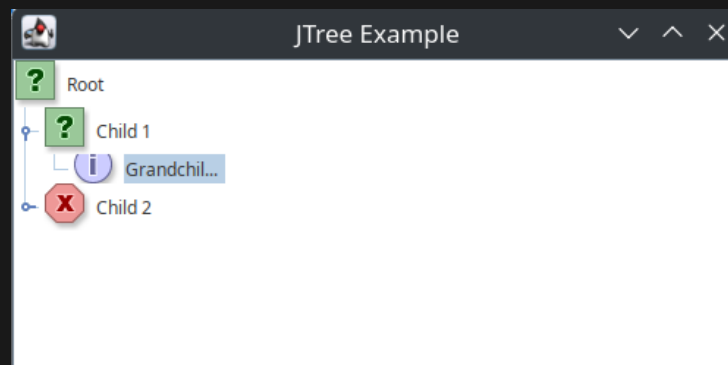 JTree Example
? Root
? Child 1
i Grandchil...
x Child 2